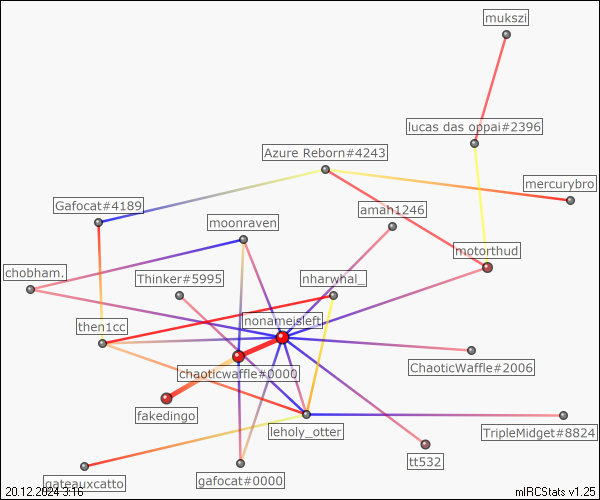 mukszi
lucas das oppai#2396
Azure Reborn#4243
mercurybro
Gafocat#4189
amah1246
moonraven
motorthud
chobham.
Thinker#5995
nharwhal_
nonameisleft
then1cc
ChaoticWaffle#2006
chaoticwaffle#0000
fakedingo
leholy_otter
TripleMidget#8824
tt532
gafocat#0000
gateauxcatto
20.12.2024 3:16
mIRCStats v1.25